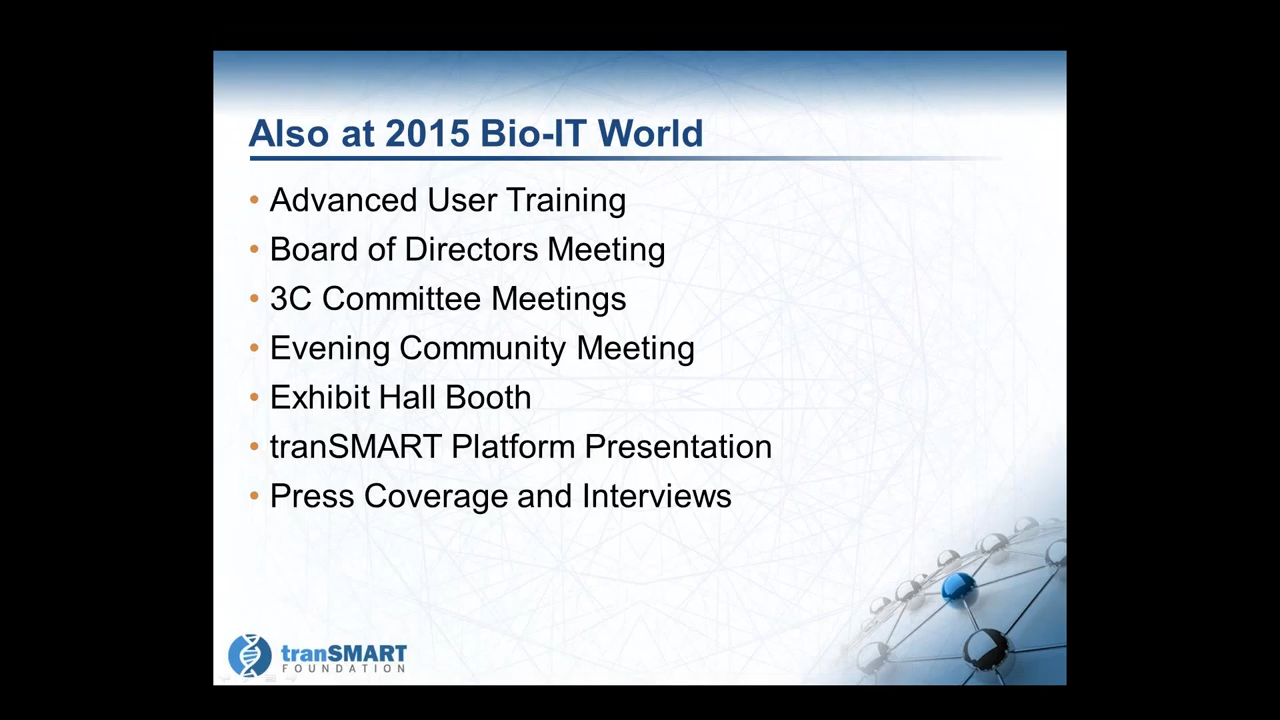 Also at 2015 Bio-IT World
• Advanced User Training
• Board of Directors Meeting
• 3C Committee Meetings
• Evening Community Meeting
• Exhibit Hall Booth
• tranSMART Platform Presentation
• Press Coverage and Interviews
tranSMART
FOUNDATION